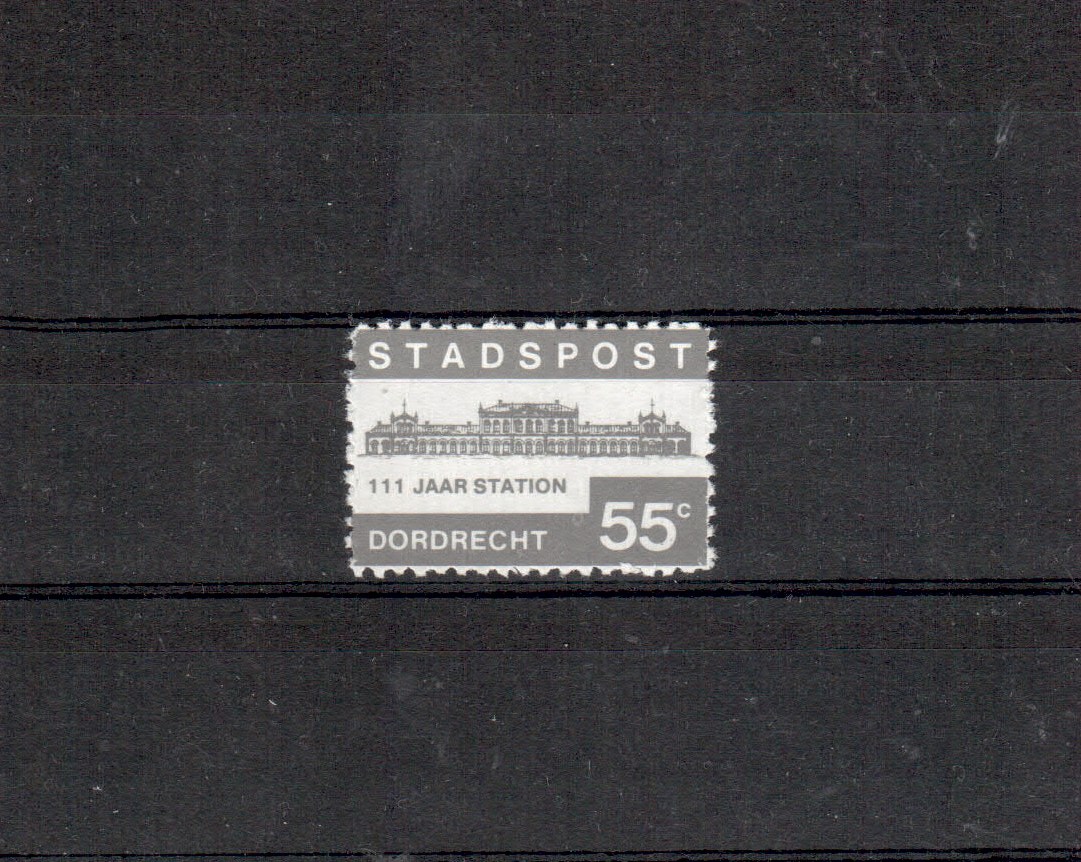 STADSPOST
111 JAAR STATION
DORDRECHT
55c